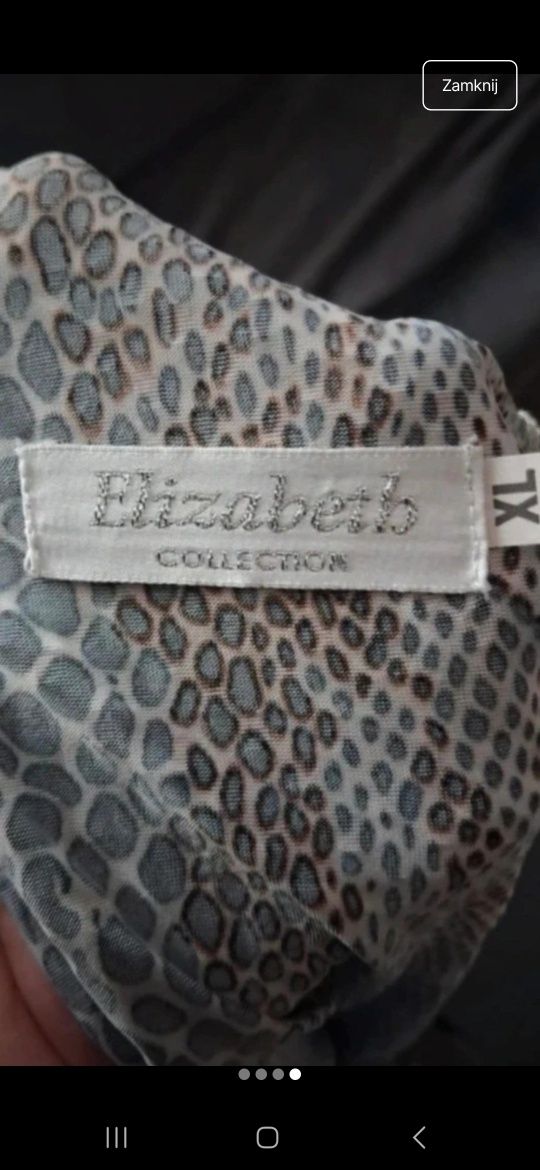 Zamknij
Elizabeth
COLLECTION
XL